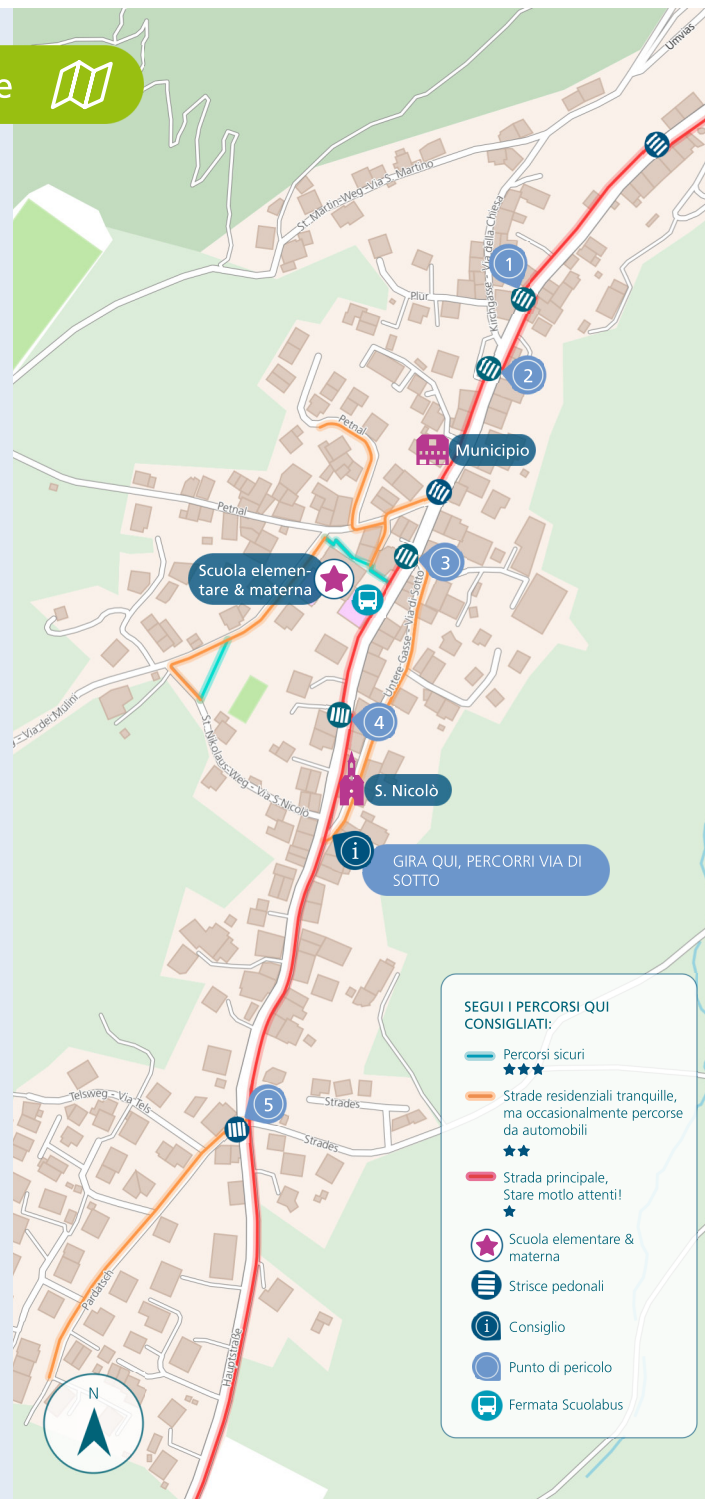 e
Umvias
St. Martin-Weg -Via S. Martino
Kirchgasse - Via della Chiesa
1
Plur
2
Petnal
Municipio
Petnal
3
Scuola elemen-
tare & materna
Untere Gasse - Via di Sotto
g - Via dei Mulini
4
St. Nikolaus-Weg - Via S Nicolo
S. Nicolò
i
GIRA QUI, PERCORRI VIA DI
SOTTO
SEGUI I PERCORSI QUI
CONSIGLIATI:
Percorsi sicuri
Strade residenziali tranquille,
ma occasionalmente percorse
da automobili
Strada principale,
Stare motlo attenti!
Scuola elementare &
materna
Strisce pedonali
i
Consiglio
Punto di pericolo
Fermata Scuolabus
Telsweg - Via Tels
5
Strades
Strades
Pardatsch
Hauptstraße
N